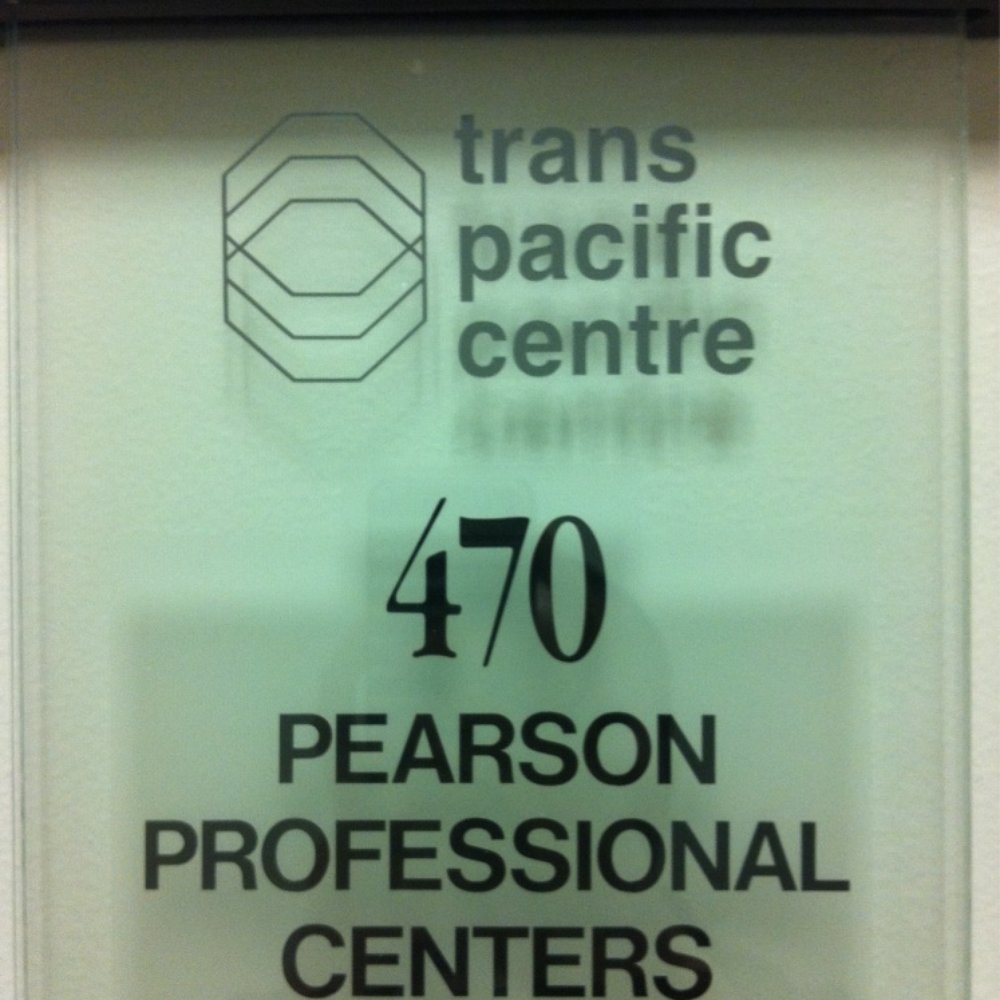 trans
pacific
centre
470
PEARSON
PROFESSIONAL
CENTERS